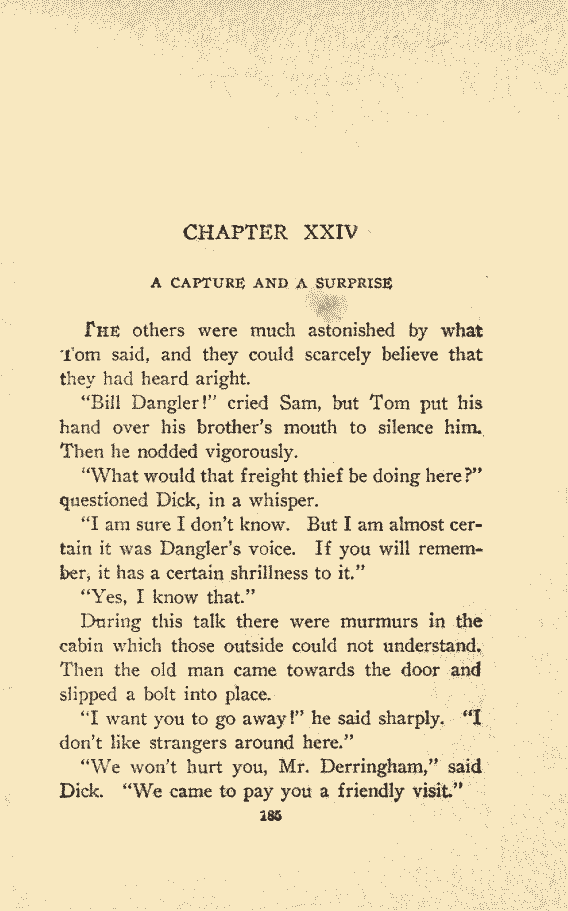 CHAPTER XXIV
A CAPTURE AND A SURPRISE
THE others were much astonished by what
Tom said, and they could scarcely believe that
they had heard aright.
“Bill Dangler!” cried Sam, but Tom put his
hand over his brother’s mouth to silence him.
Then he nodded vigorously.
“What would that freight thief be doing here?”
questioned Dick, in a whisper.
“I am sure I don’t know. But I am almost cer-
tain it was Dangler’s voice. If you will remem-
ber, it has a certain shrillness to it.”
“Yes, I know that.”
During this talk there were murmurs in the
cabin which those outside could not understand.
Then the old man came towards the door and
slipped a bolt into place.
“I want you to go away!” he said sharply. “I
don’t like strangers around here.”
“We won’t hurt you, Mr. Derringham,” said
Dick. “We came to pay you a friendly visit.”
185